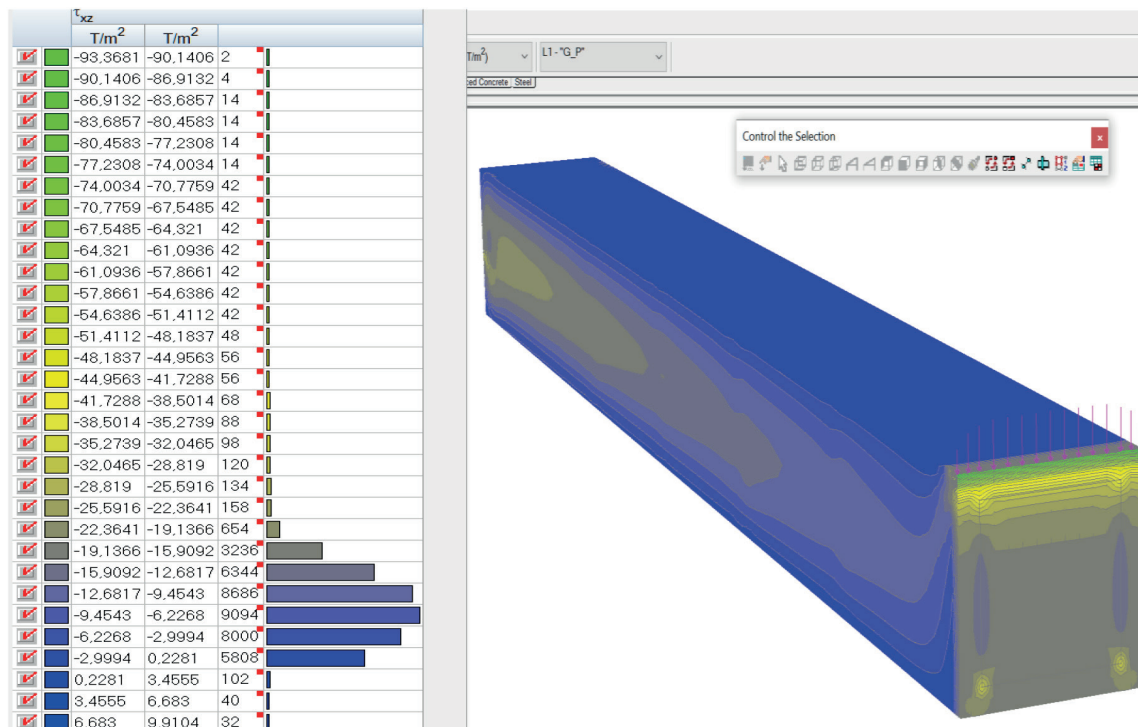 τxz
T/m² T/m²
-93,3681 -90,1406 2
-90,1406 -86,9132 4
-86,9132 -83,6857 14
-83,6857 -80,4583 14
-80,4583 -77,2308 14
-77,2308 -74,0034 14
-74,0034 -70,7759 42
-70,7759 -67,5485 42
-67,5485 -64,321 42
-64,321 -61,0936 42
-61,0936 -57,8661 42
-57,8661 -54,6386 42
-54,6386 -51,4112 42
-51,4112 -48,1837 48
-48,1837 -44,9563 56
-44,9563 -41,7288 56
-41,7288 -38,5014 68
-38,5014 -35,2739 88
-35,2739 -32,0465 98
-32,0465 -28,819 120
-28,819 -25,5916 134
-25,5916 -22,3641 158
-22,3641 -19,1366 654
-19,1366 -15,9092 3236
-15,9092 -12,6817 6344
-12,6817 -9,4543 8686
-9,4543 -6,2268 9094
-6,2268 -2,9994 8000
-2,9994 0,2281 5808
0,2281 3,4555 102
3,4555 6,683 40
6,683 9,9104 32
T/m²) L1 - "G_P"
ced Concrete Steel
Control the Selection